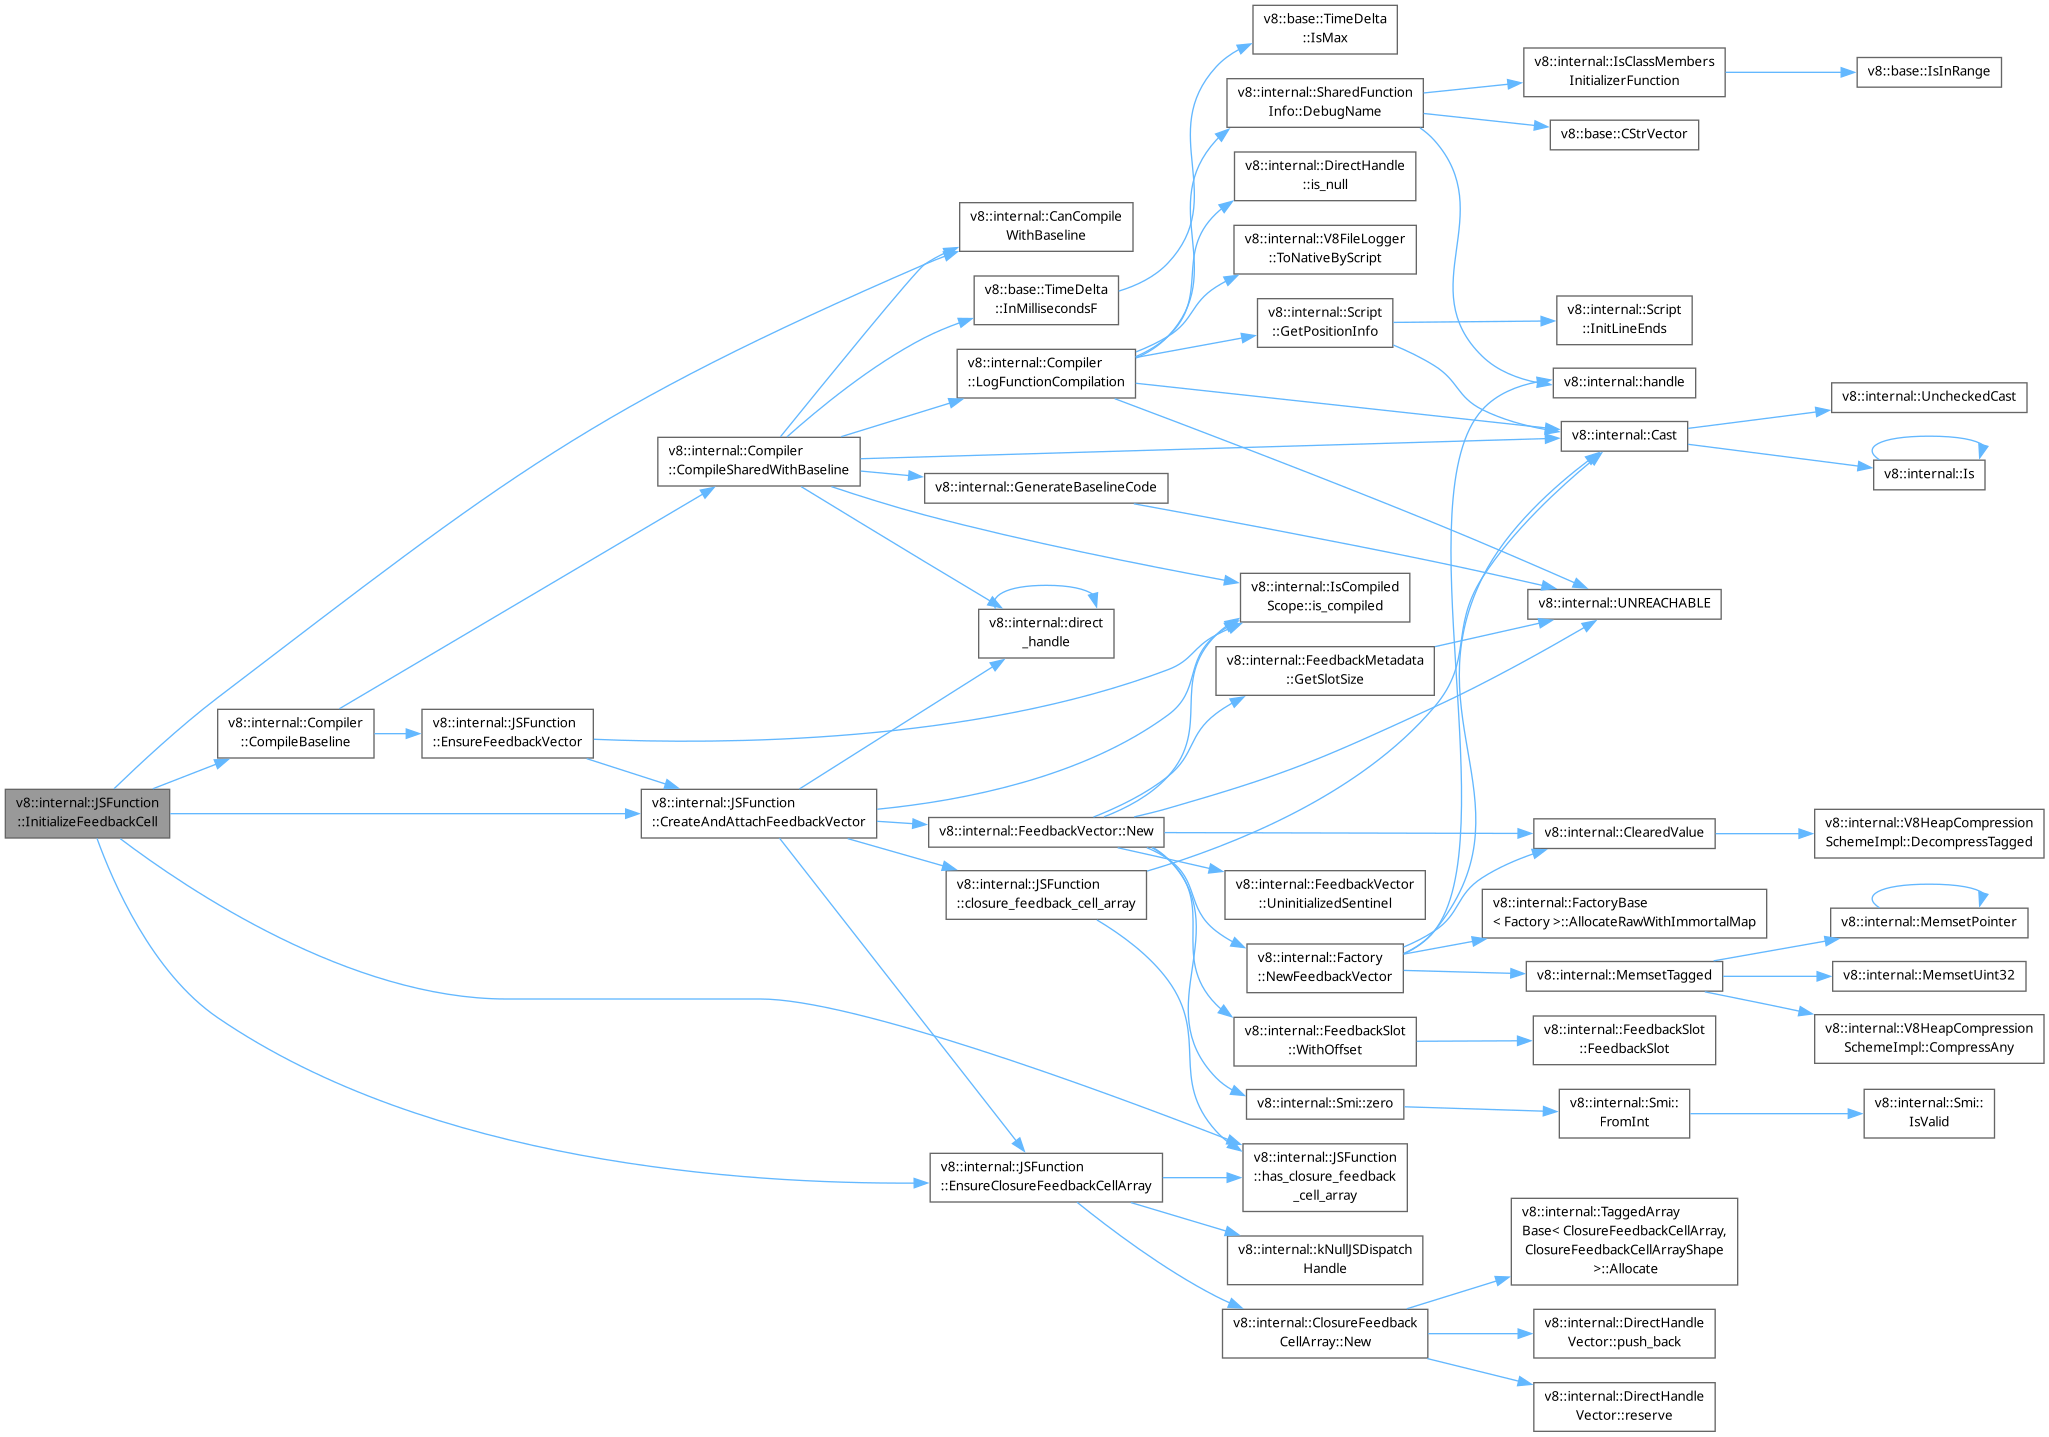 v8::base::TimeDelta
::IsMax
v8::internal::IsClassMembers
InitializerFunction
v8::base::IsInRange
v8::internal::SharedFunction
Info::DebugName
v8::base::CStrVector
v8::internal::DirectHandle
::is_null
v8::internal::CanCompile
WithBaseline
v8::internal::V8FileLogger
::ToNativeByScript
v8::base::TimeDelta
::InMillisecondsF
v8::internal::Script
::GetPositionInfo
v8::internal::Script
::InitLineEnds
v8::internal::Compiler
::LogFunctionCompilation
v8::internal::handle
v8::internal::UncheckedCast
v8::internal::Compiler
::CompileSharedWithBaseline
v8::internal::Cast
v8::internal::Is
v8::internal::GenerateBaselineCode
v8::internal::IsCompiled
Scope::is_compiled
v8::internal::UNREACHABLE
v8::internal::direct
_handle
v8::internal::FeedbackMetadata
::GetSlotSize
v8::internal::Compiler
::CompileBaseline
v8::internal::JSFunction
::EnsureFeedbackVector
v8::internal::JSFunction
::InitializeFeedbackCell
v8::internal::JSFunction
::CreateAndAttachFeedbackVector
v8::internal::FeedbackVector::New
v8::internal::ClearedValue
v8::internal::V8HeapCompression
SchemeImpl::DecompressTagged
v8::internal::JSFunction
::closure_feedback_cell_array
v8::internal::FeedbackVector
::UninitializedSentinel
v8::internal::FactoryBase
< Factory >::AllocateRawWithImmortalMap
v8::internal::MemsetPointer
v8::internal::Factory
::NewFeedbackVector
v8::internal::MemsetTagged
v8::internal::MemsetUint32
v8::internal::FeedbackSlot
::WithOffset
v8::internal::FeedbackSlot
::FeedbackSlot
v8::internal::V8HeapCompression
SchemeImpl::CompressAny
v8::internal::Smi::zero
v8::internal::Smi::
FromInt
v8::internal::Smi::
IsValid
v8::internal::JSFunction
::EnsureClosureFeedbackCellArray
v8::internal::JSFunction
::has_closure_feedback
_cell_array
v8::internal::kNullJSDispatch
Handle
v8::internal::TaggedArray
Base< ClosureFeedbackCellArray,
ClosureFeedbackCellArrayShape
>::Allocate
v8::internal::ClosureFeedback
CellArray::New
v8::internal::DirectHandle
Vector::push_back
v8::internal::DirectHandle
Vector::reserve